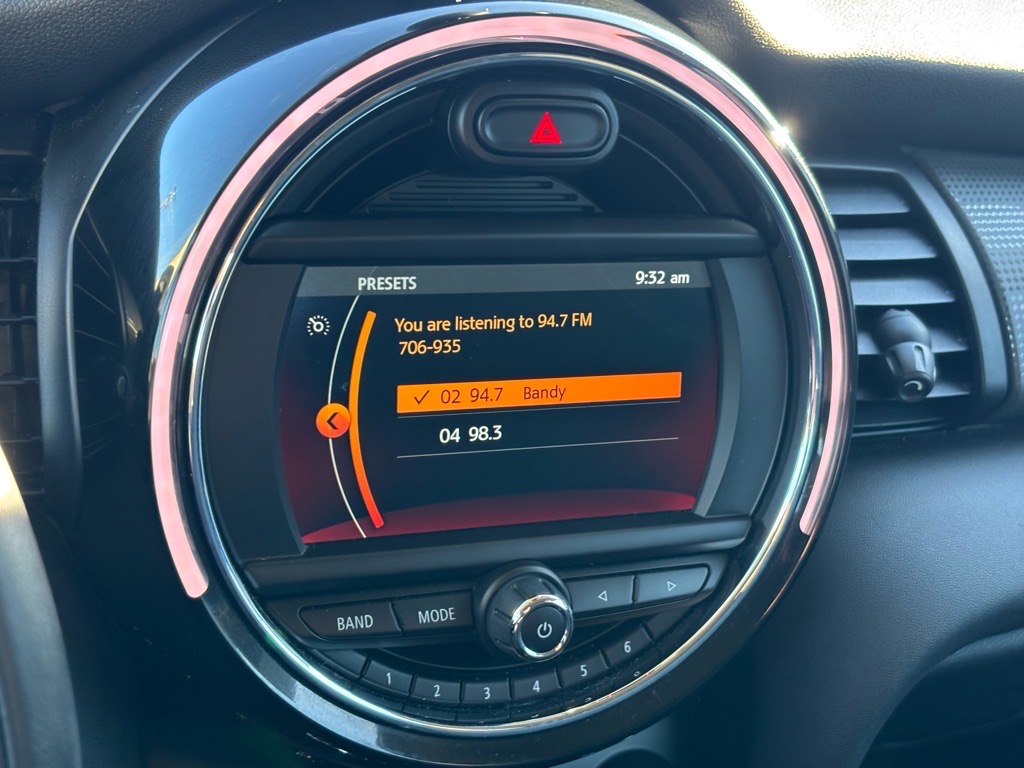 PRESETS 9:32 am
You are listening to 94.7 FM
706-935
✓ 02 94.7 Bandy
04 98.3
BAND MODE
1 2 3 4 5 6